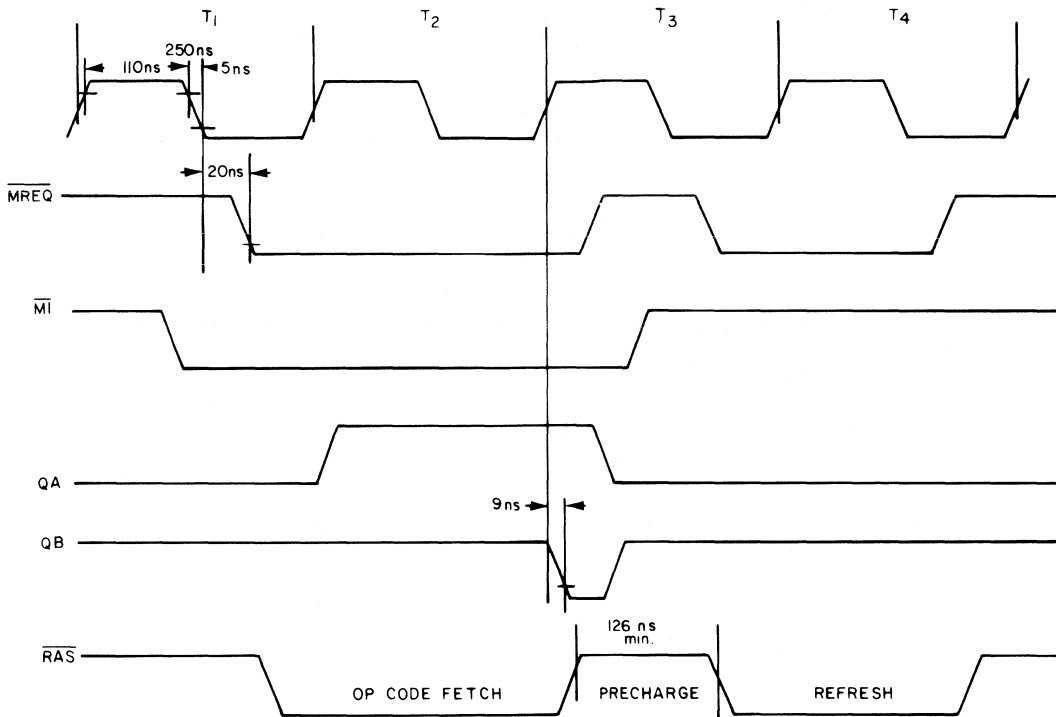 T1 T2 T3 T4
250ns
110ns 5ns
20ns
MREQ
MI
QA
9ns
QB
126 ns
min.
RAS
OP CODE FETCH PRECHARGE REFRESH